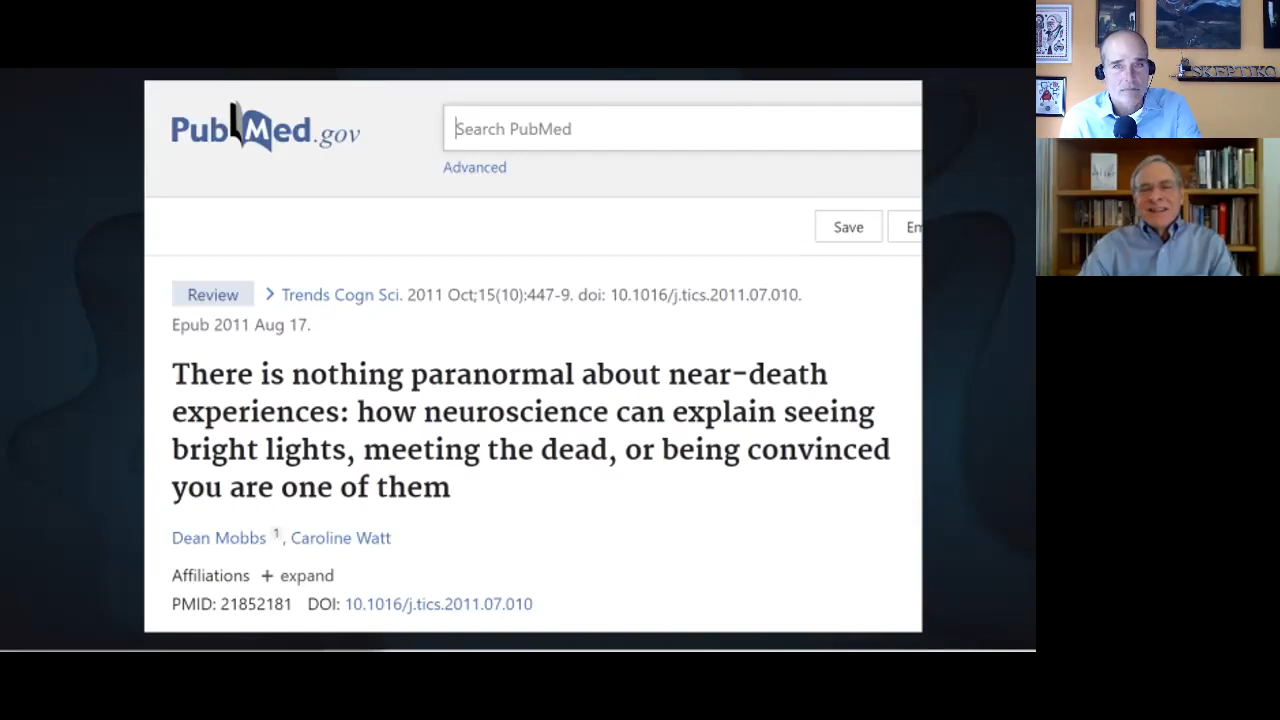 PubMed.gov
Search PubMed
Advanced
Save
Em
Review > Trends Cogn Sci. 2011 Oct;15(10):447-9. doi: 10.1016/j.tics.2011.07.010.
Epub 2011 Aug 17.
There is nothing paranormal about near-death
experiences: how neuroscience can explain seeing
bright lights, meeting the dead, or being convinced
you are one of them
Dean Mobbs 1, Caroline Watt
Affiliations + expand
PMID: 21852181 DOI: 10.1016/j.tics.2011.07.010
SKEPTIKO